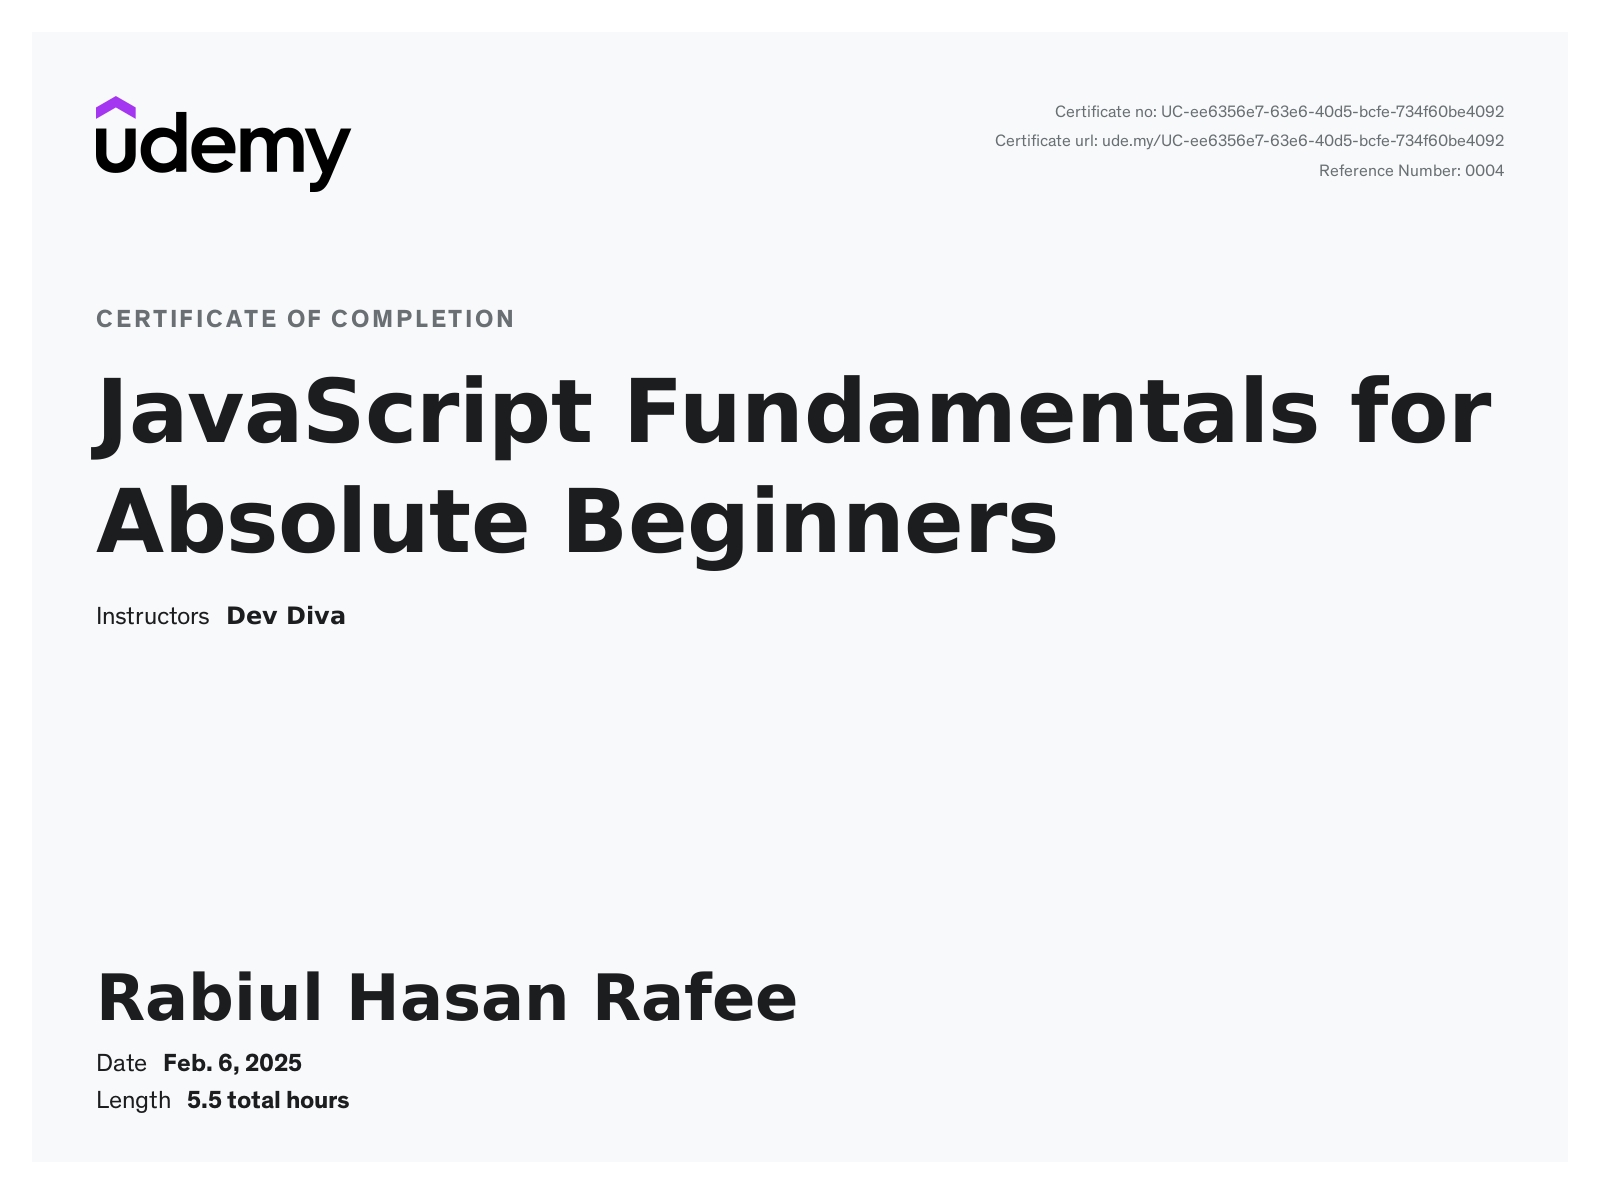 udemy
Certificate no: UC-ee6356e7-63e6-40d5-bcfe-734f60be4092
Certificate url: ude.my/UC-ee6356e7-63e6-40d5-bcfe-734f60be4092
Reference Number: 0004
CERTIFICATE OF COMPLETION
JavaScript Fundamentals for
Absolute Beginners
Instructors Dev Diva
Rabiul Hasan Rafee
Date Feb. 6, 2025
Length 5.5 total hours